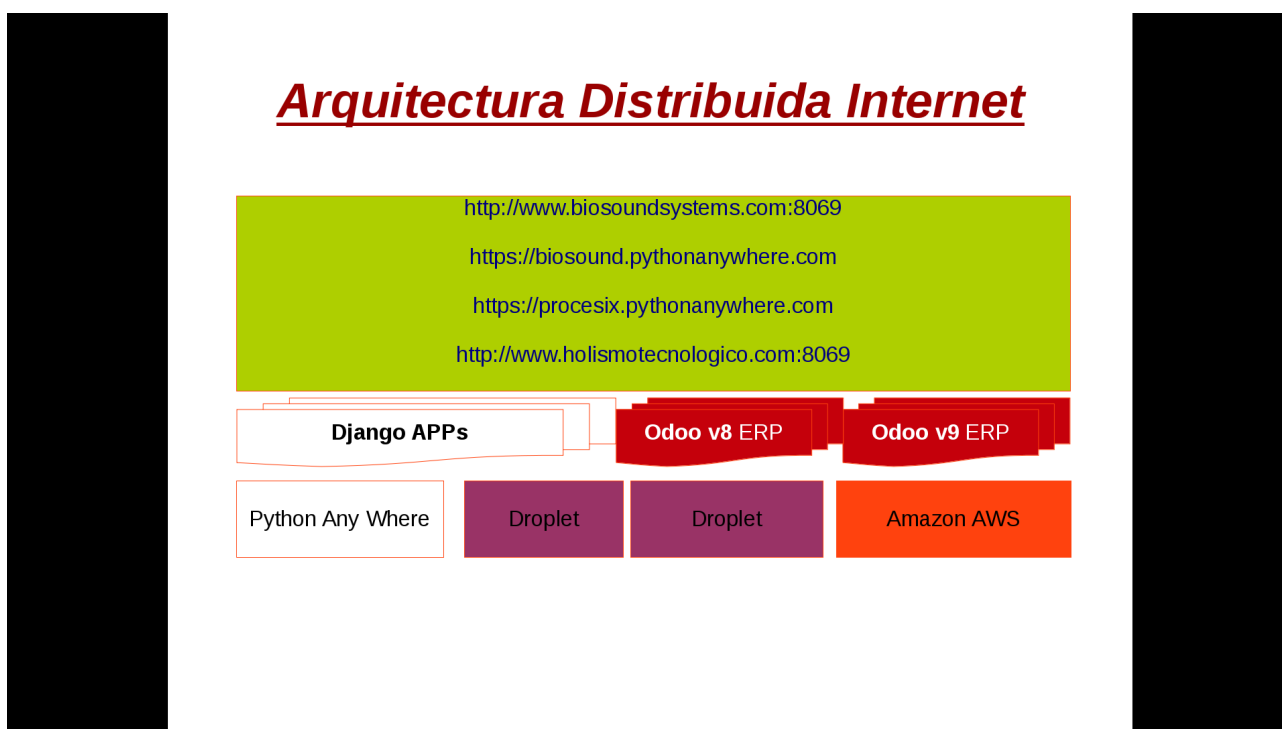 Arquitectura Distribuida Internet
http://www.biosoundsystems.com:8069
https://biosound.pythonanywhere.com
https://procesix.pythonanywhere.com
http://www.holismotecnologico.com:8069
Django APPs
Odoo v8 ERP
Odoo v9 ERP
Python Any Where
Droplet
Droplet
Amazon AWS